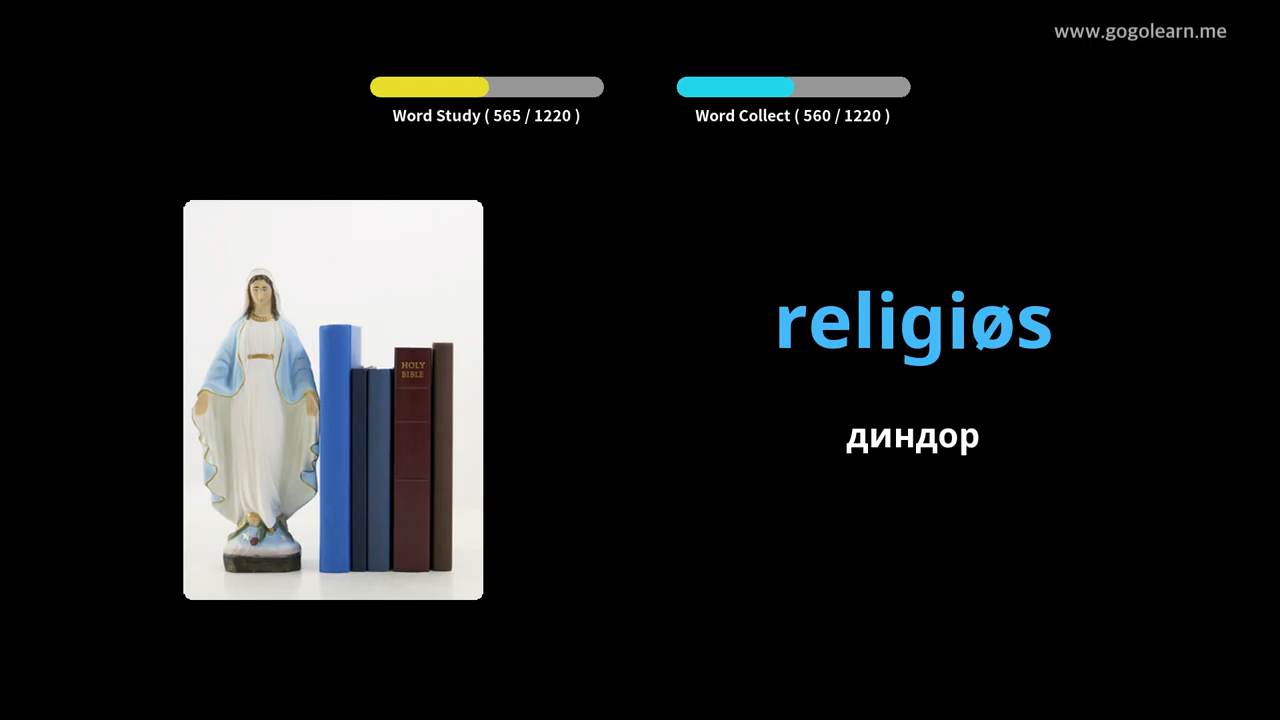 www.gogolearn.me
Word Study ( 565 / 1220 )
Word Collect ( 560 / 1220 )
HOLY
BIBLE
religiøs
диндор